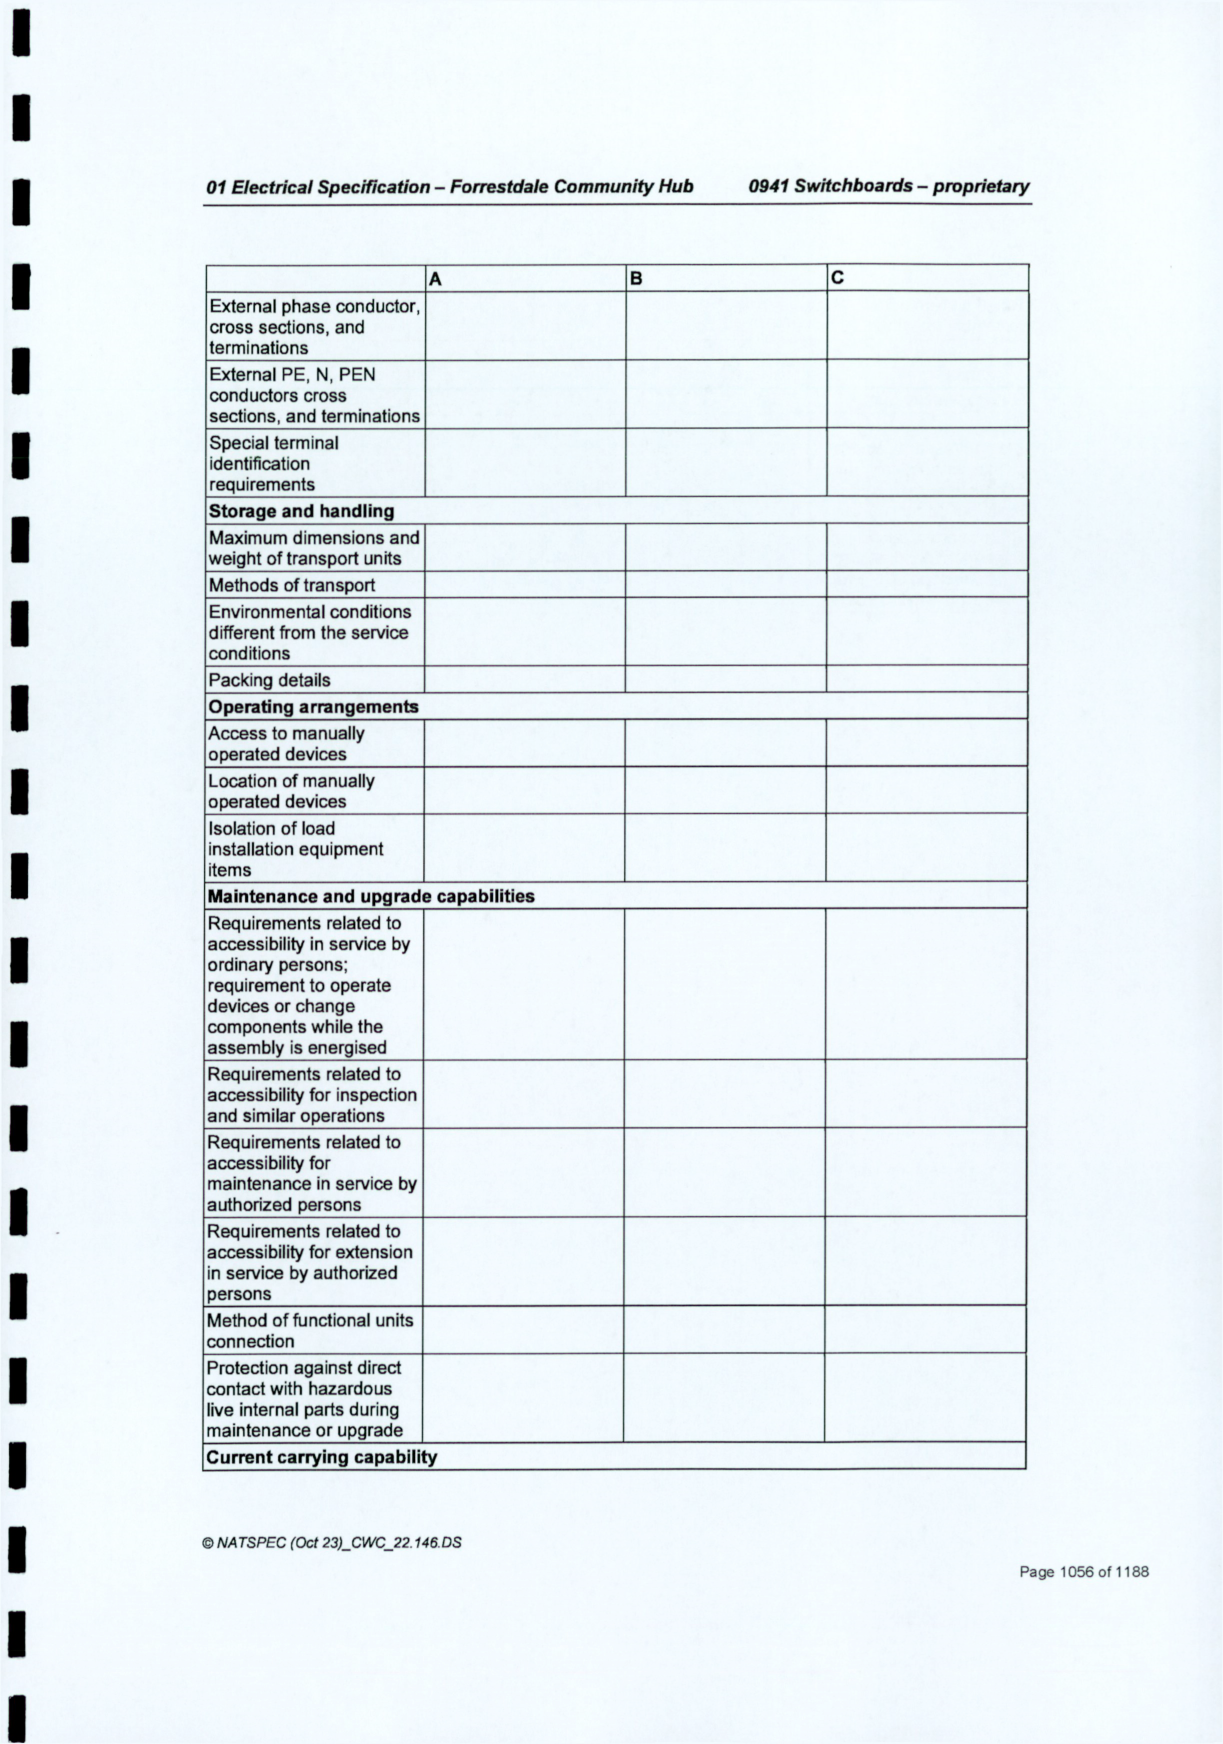 01 Electrical Specification – Forrestdale Community Hub 0941 Switchboards – proprietary
A B C
External phase conductor,
cross sections, and
terminations
External PE, N, PEN
conductors cross
sections, and terminations
Special terminal
identification
requirements
Storage and handling
Maximum dimensions and
weight of transport units
Methods of transport
Environmental conditions
different from the service
conditions
Packing details
Operating arrangements
Access to manually
operated devices
Location of manually
operated devices
Isolation of load
installation equipment
items
Maintenance and upgrade capabilities
Requirements related to
accessibility in service by
ordinary persons;
requirement to operate
devices or change
components while the
assembly is energised
Requirements related to
accessibility for inspection
and similar operations
Requirements related to
accessibility for
maintenance in service by
authorized persons
Requirements related to
accessibility for extension
in service by authorized
persons
Method of functional units
connection
Protection against direct
contact with hazardous
live internal parts during
maintenance or upgrade
Current carrying capability
© NATSPEC (Oct 23)_CWC_22.146.DS
Page 1056 of 1188